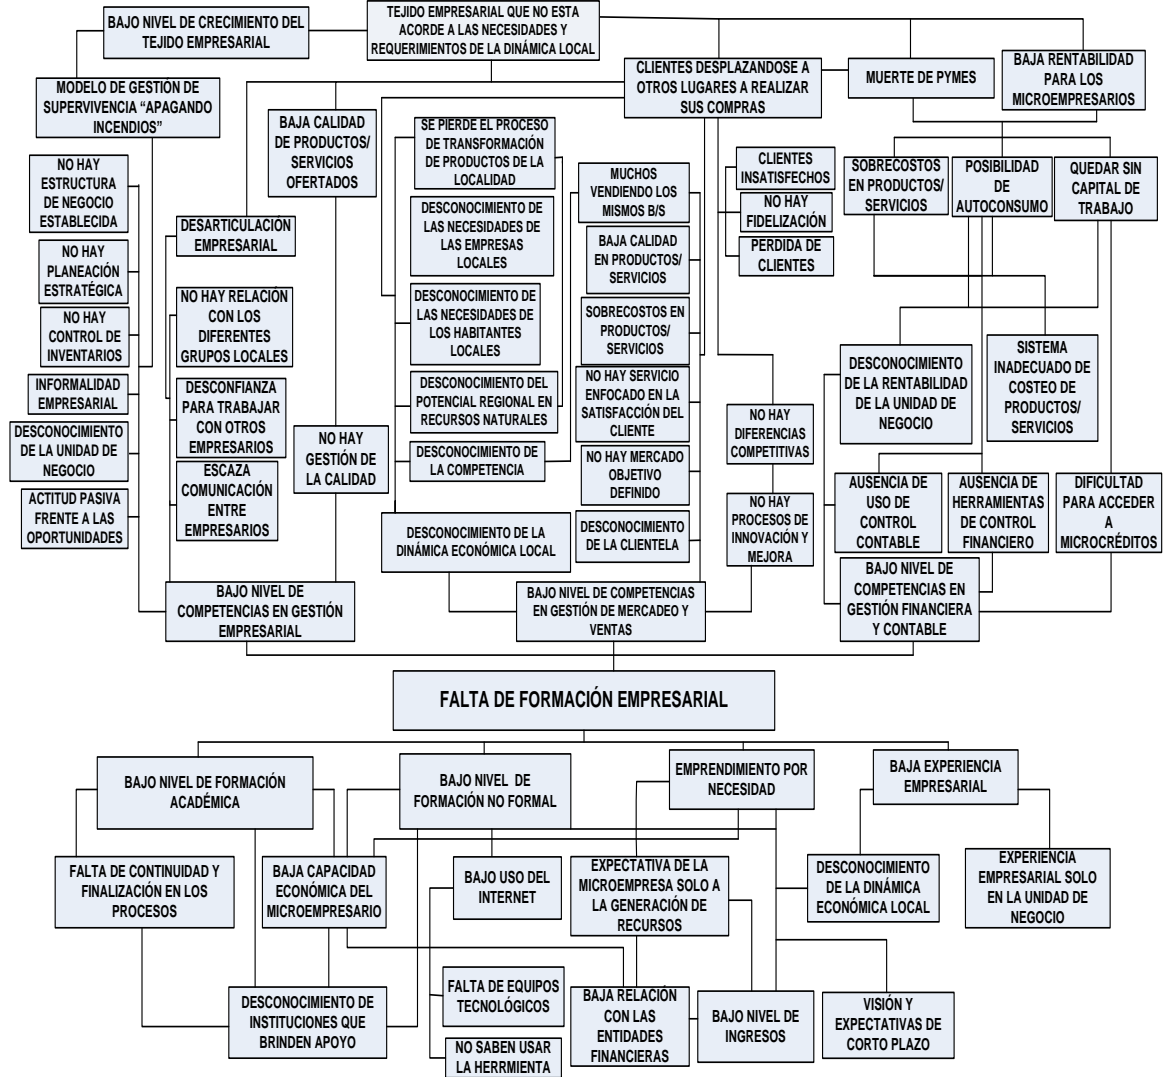 BAJO NIVEL DE CRECIMIENTO DEL
TEJIDO EMPRESARIAL
TEJIDO EMPRESARIAL QUE NO ESTA
ACORDE A LAS NECESIDADES Y
REQUERIMIENTOS DE LA DINÁMICA LOCAL
MODELO DE GESTIÓN DE
SUPERVIVENCIA “APAGANDO
INCENDIOS”
CLIENTES DESPLAZANDOSE A
OTROS LUGARES A REALIZAR
SUS COMPRAS
MUERTE DE PYMES
BAJA RENTABILIDAD
PARA LOS
MICROEMPRESARIOS
BAJA CALIDAD
DE PRODUCTOS/
SERVICIOS
OFERTADOS
SE PIERDE EL PROCESO
DE TRANSFORMACIÓN
DE PRODUCTOS DE LA
LOCALIDAD
NO HAY
ESTRUCTURA
DE NEGOCIO
ESTABLECIDA
NO HAY
PLANEACIÓN
ESTRATÉGICA
NO HAY
CONTROL DE
INVENTARIOS
INFORMALIDAD
EMPRESARIAL
DESCONOCIMIENTO
DE LA UNIDAD DE
NEGOCIO
ACTITUD PASIVA
FRENTE A LAS
OPORTUNIDADES
DESARTICULACIÓN
EMPRESARIAL
NO HAY RELACIÓN
CON LOS
DIFERENTES
GRUPOS LOCALES
DESCONFIANZA
PARA TRABAJAR
CON OTROS
EMPRESARIOS
ESCAZA
COMUNICACIÓN
ENTRE
EMPRESARIOS
NO HAY
GESTIÓN DE
LA CALIDAD
DESCONOCIMIENTO DE
LAS NECESIDADES DE
LAS EMPRESAS
LOCALES
DESCONOCIMIENTO DE
LAS NECESIDADES DE
LOS HABITANTES
LOCALES
DESCONOCIMIENTO DEL
POTENCIAL REGIONAL EN
RECURSOS NATURALES
DESCONOCIMIENTO DE
LA COMPETENCIA
DESCONOCIMIENTO DE LA
DINÁMICA ECONÓMICA LOCAL
MUCHOS
VENDIENDO LOS
MISMOS B/S
BAJA CALIDAD
EN PRODUCTOS/
SERVICIOS
SOBRECOSTOS EN
PRODUCTOS/
SERVICIOS
NO HAY SERVICIO
ENFOCADO EN LA
SATISFACCIÓN DEL
CLIENTE
NO HAY MERCADO
OBJETIVO
DEFINIDO
DESCONOCIMIENTO
DE LA CLIENTELA
CLIENTES
INSATISFECHOS
NO HAY
FIDELIZACIÓN
PERDIDA DE
CLIENTES
NO HAY
DIFERENCIAS
COMPETITIVAS
NO HAY
PROCESOS DE
INNOVACIÓN Y
MEJORA
SOBRECOSTOS
EN PRODUCTOS/
SERVICIOS
POSIBILIDAD
DE
AUTOCONSUMO
QUEDAR SIN
CAPITAL DE
TRABAJO
DESCONOCIMIENTO
DE LA RENTABILIDAD
DE LA UNIDAD DE
NEGOCIO
SISTEMA
INADECUADO DE
COSTEO DE
PRODUCTOS/
SERVICIOS
AUSENCIA DE
USO DE
CONTROL
CONTABLE
AUSENCIA DE
HERRAMIENTAS
DE CONTROL
FINANCIERO
DIFICULTAD
PARA ACCEDER
A
MICROCRÉDITOS
BAJO NIVEL DE
COMPETENCIAS EN GESTIÓN
EMPRESARIAL
BAJO NIVEL DE COMPETENCIAS
EN GESTIÓN DE MERCADEO Y
VENTAS
BAJO NIVEL DE
COMPETENCIAS EN
GESTIÓN FINANCIERA
Y CONTABLE
FALTA DE FORMACIÓN EMPRESARIAL
BAJO NIVEL DE FORMACIÓN
ACADÉMICA
BAJO NIVEL DE
FORMACIÓN NO FORMAL
EMPRENDIMIENTO POR
NECESIDAD
BAJA EXPERIENCIA
EMPRESARIAL
FALTA DE CONTINUIDAD Y
FINALIZACIÓN EN LOS
PROCESOS
BAJA CAPACIDAD
ECONÓMICA DEL
MICROEMPRESARIO
BAJO USO DEL
INTERNET
EXPECTATIVA DE LA
MICROEMPRESA SOLO A
LA GENERACIÓN DE
RECURSOS
DESCONOCIMIENTO
DE LA DINÁMICA
ECONÓMICA LOCAL
EXPERIENCIA
EMPRESARIAL SOLO
EN LA UNIDAD DE
NEGOCIO
DESCONOCIMIENTO DE
INSTITUCIONES QUE
BRINDEN APOYO
FALTA DE EQUIPOS
TECNOLÓGICOS
NO SABEN USAR
LA HERRMIENTA
BAJA RELACIÓN
CON LAS
ENTIDADES
FINANCIERAS
BAJO NIVEL DE
INGRESOS
VISIÓN Y
EXPECTATIVAS DE
CORTO PLAZO